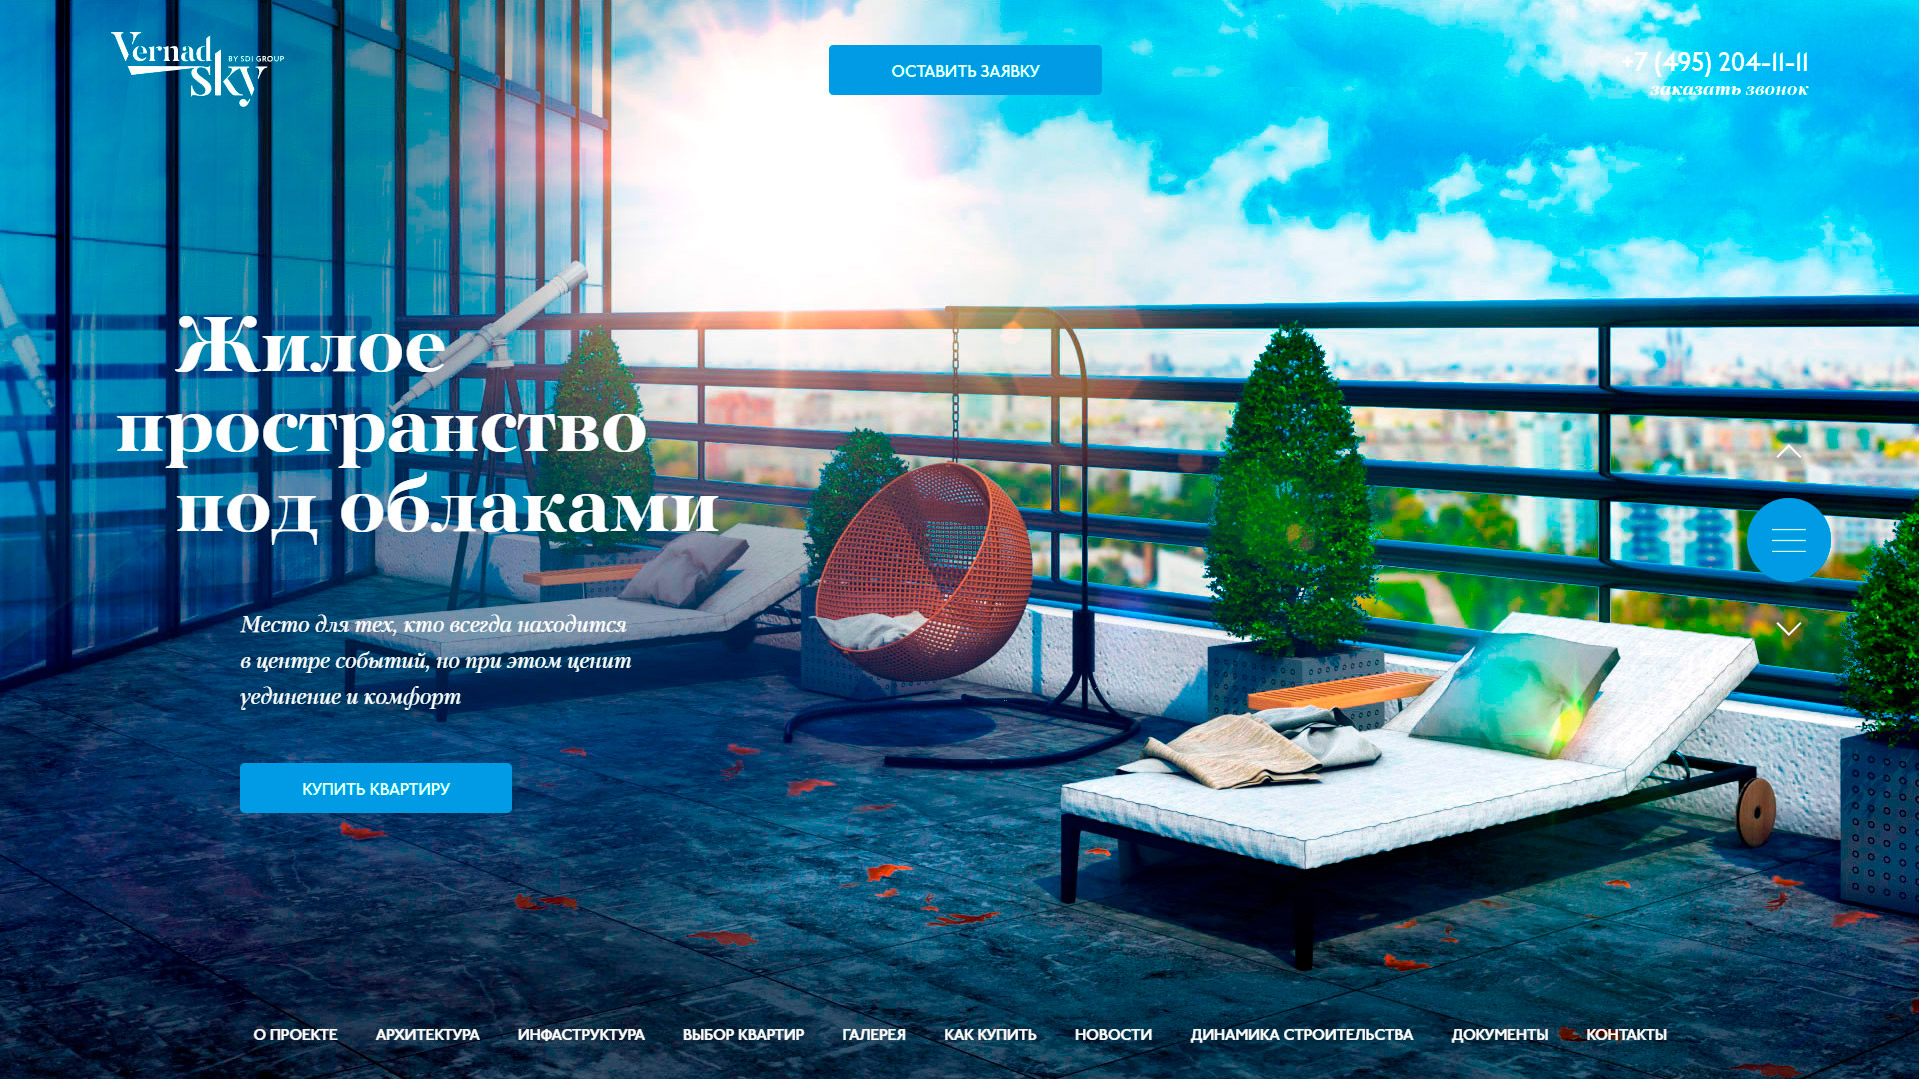 Vernad
sky
BY SDI GROUP
ОСТАВИТЬ ЗАЯВКУ
+7 (495) 204-11-11
заказать звонок
Жилое
пространство
под облаками
Место для тех, кто всегда находится
в центре событий, но при этом ценит
уединение и комфорт
КУПИТЬ КВАРТИРУ
О ПРОЕКТЕ АРХИТЕКТУРА ИНФАСТРУКТУРА ВЫБОР КВАРТИР ГАЛЕРЕЯ КАК КУПИТЬ НОВОСТИ ДИНАМИКА СТРОИТЕЛЬСТВА ДОКУМЕНТЫ КОНТАКТЫ